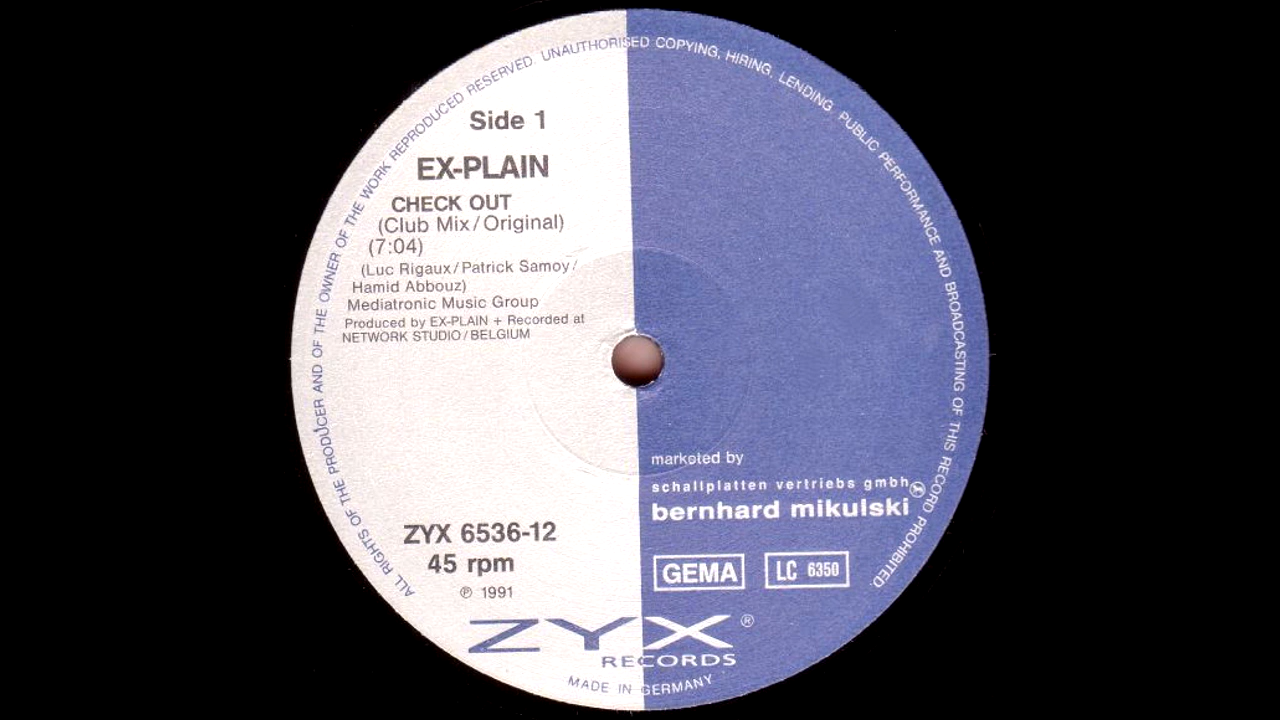 ALL RIGHTS OF THE PRODUCER AND OF THE OWNER OF THE WORK REPRODUCED RESERVED. UNAUTHORISED COPYING, HIRING, LENDING, PUBLIC PERFORMANCE AND BROADCASTING OF THIS RECORD PROHIBITED.
Side 1
EX-PLAIN
CHECK OUT
(Club Mix/Original)
(7:04)
(Luc Rigaux/Patrick Samoy/
Hamid Abbouz)
Mediatronic Music Group
Produced by EX-PLAIN + Recorded at
NETWORK STUDIO/BELGIUM
marketed by
schallplatten vertriebs gmbh
bernhard mikulski
ZYX 6536-12
45 rpm
℗ 1991
GEMA
LC 6350
ZYX®
RECORDS
MADE IN GERMANY